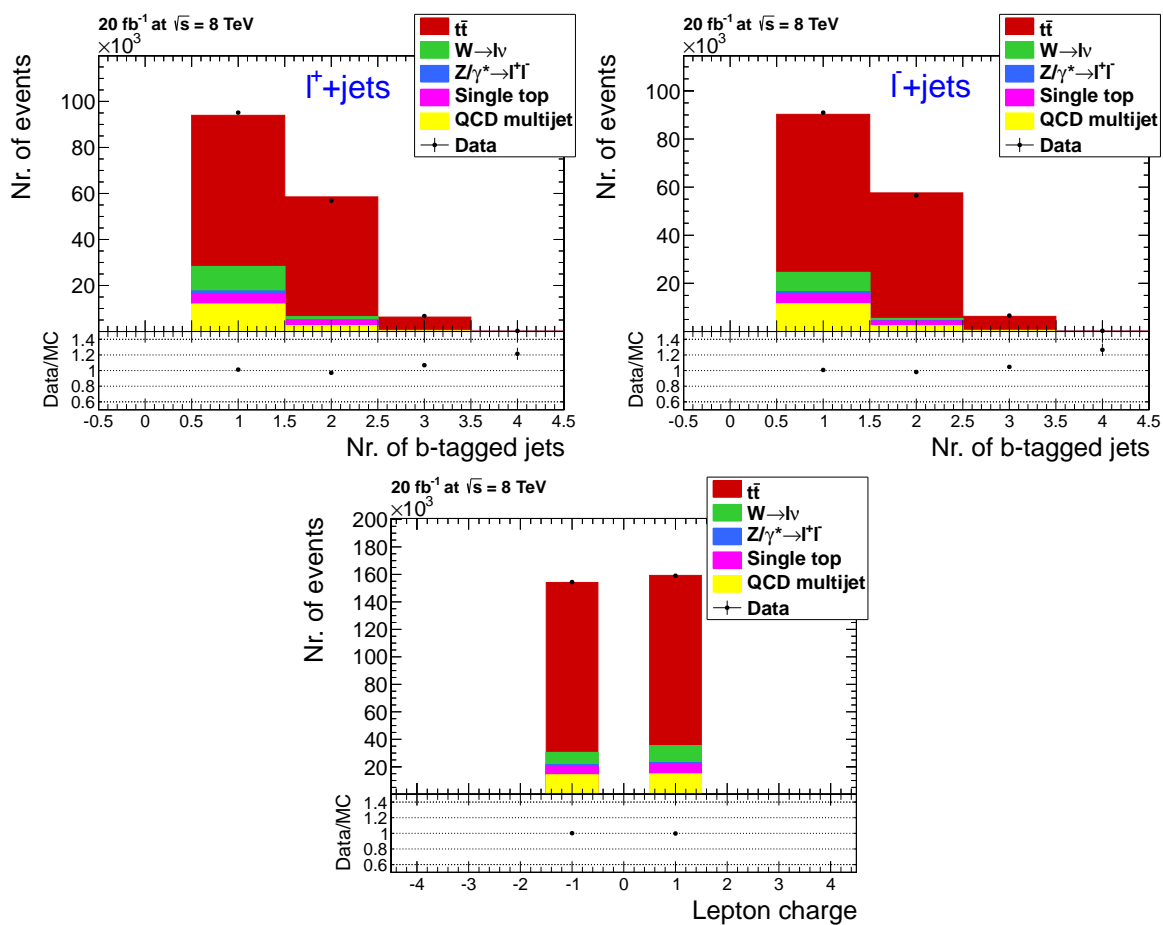 20 fb⁻¹ at √s = 8 TeV
×10³
Nr. of events
100
80
60
40
20
l⁺+jets
tt̄
W→lν
Z/γ*→l⁺l⁻
Single top
QCD multijet
Data
Data/MC
1.4
1.2
1
0.8
0.6
-0.5 0 0.5 1 1.5 2 2.5 3 3.5 4 4.5
Nr. of b-tagged jets
20 fb⁻¹ at √s = 8 TeV
×10³
Nr. of events
100
80
60
40
20
l⁻+jets
tt̄
W→lν
Z/γ*→l⁺l⁻
Single top
QCD multijet
Data
Data/MC
1.4
1.2
1
0.8
0.6
-0.5 0 0.5 1 1.5 2 2.5 3 3.5 4 4.5
Nr. of b-tagged jets
20 fb⁻¹ at √s = 8 TeV
×10³
Nr. of events
200
180
160
140
120
100
80
60
40
20
tt̄
W→lν
Z/γ*→l⁺l⁻
Single top
QCD multijet
Data
Data/MC
1.4
1.2
1
0.8
0.6
-4 -3 -2 -1 0 1 2 3 4
Lepton charge